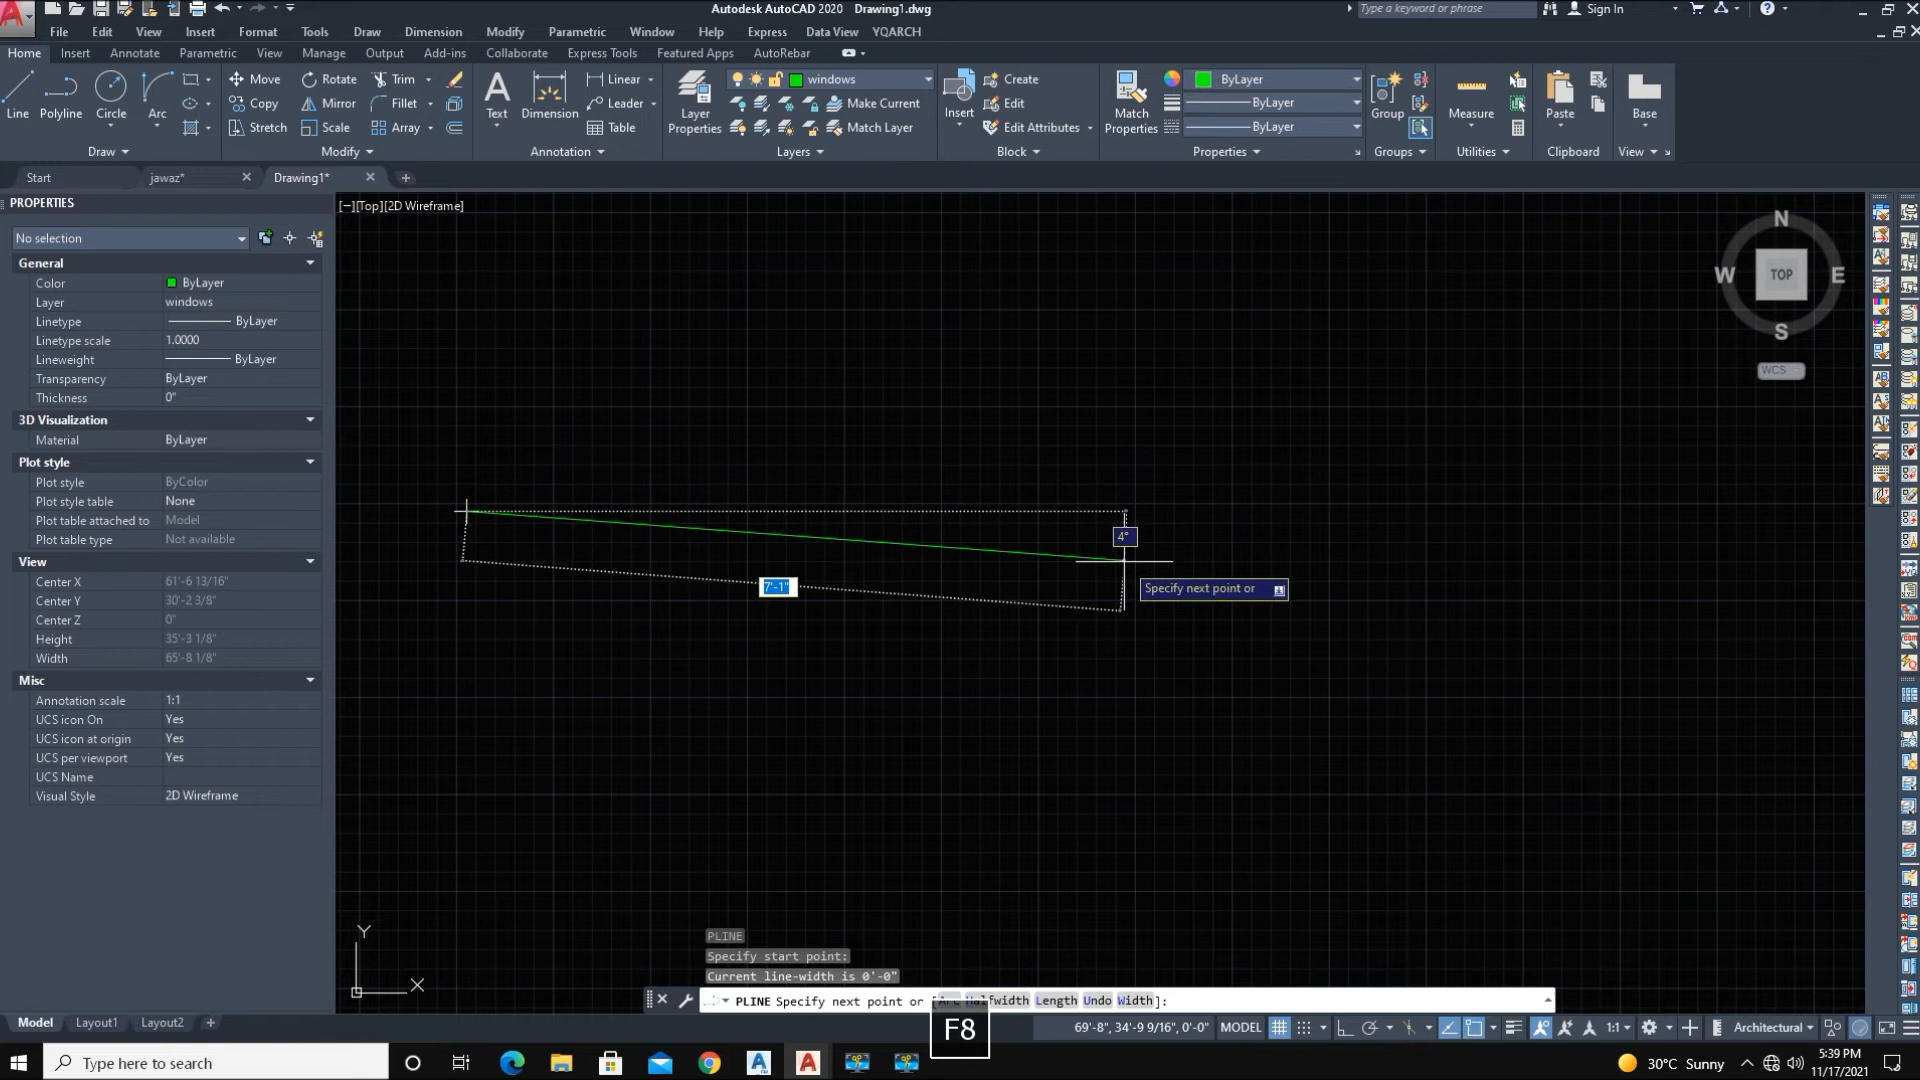 Autodesk AutoCAD 2020 Drawing1.dwg
Type a keyword or phrase
Sign In
File Edit View Insert Format Tools Draw Dimension Modify Parametric Window Help Express Data View YQARCH
Home Insert Annotate Parametric View Manage Output Add-ins Collaborate Express Tools Featured Apps AutoRebar
Line Polyline Circle Arc
Move Rotate Trim
Copy Mirror Fillet
Stretch Scale Array
Text Dimension
Linear
Leader
Table
Layer Properties
windows
Make Current
Match Layer
Insert
Create
Edit
Edit Attributes
Match Properties
ByLayer
ByLayer
ByLayer
Group
Measure
Paste
Base
Draw Modify Annotation Layers Block Properties Groups Utilities Clipboard View
Start jawaz* Drawing1*
PROPERTIES
No selection
General
Color ByLayer
Layer windows
Linetype ByLayer
Linetype scale 1.0000
Lineweight ByLayer
Transparency ByLayer
Thickness 0"
3D Visualization
Material ByLayer
Plot style
Plot style ByColor
Plot style table None
Plot table attached to Model
Plot table type Not available
View
Center X 61'-6 13/16"
Center Y 30'-2 3/8"
Center Z 0"
Height 35'-3 1/8"
Width 65'-8 1/8"
Misc
Annotation scale 1:1
UCS icon On Yes
UCS icon at origin Yes
UCS per viewport Yes
UCS Name
Visual Style 2D Wireframe
[−][Top][2D Wireframe]
N
W TOP E
S
WCS
4°
7'-1"
Specify next point or
Y
X
PLINE
Specify start point:
Current line-width is 0'-0"
PLINE Specify next point or [Arc Halfwidth Length Undo Width]:
F8
Model Layout1 Layout2
69'-8", 34'-9 9/16", 0'-0" MODEL 1:1 Architectural
Type here to search
30°C Sunny
5:39 PM
11/17/2021